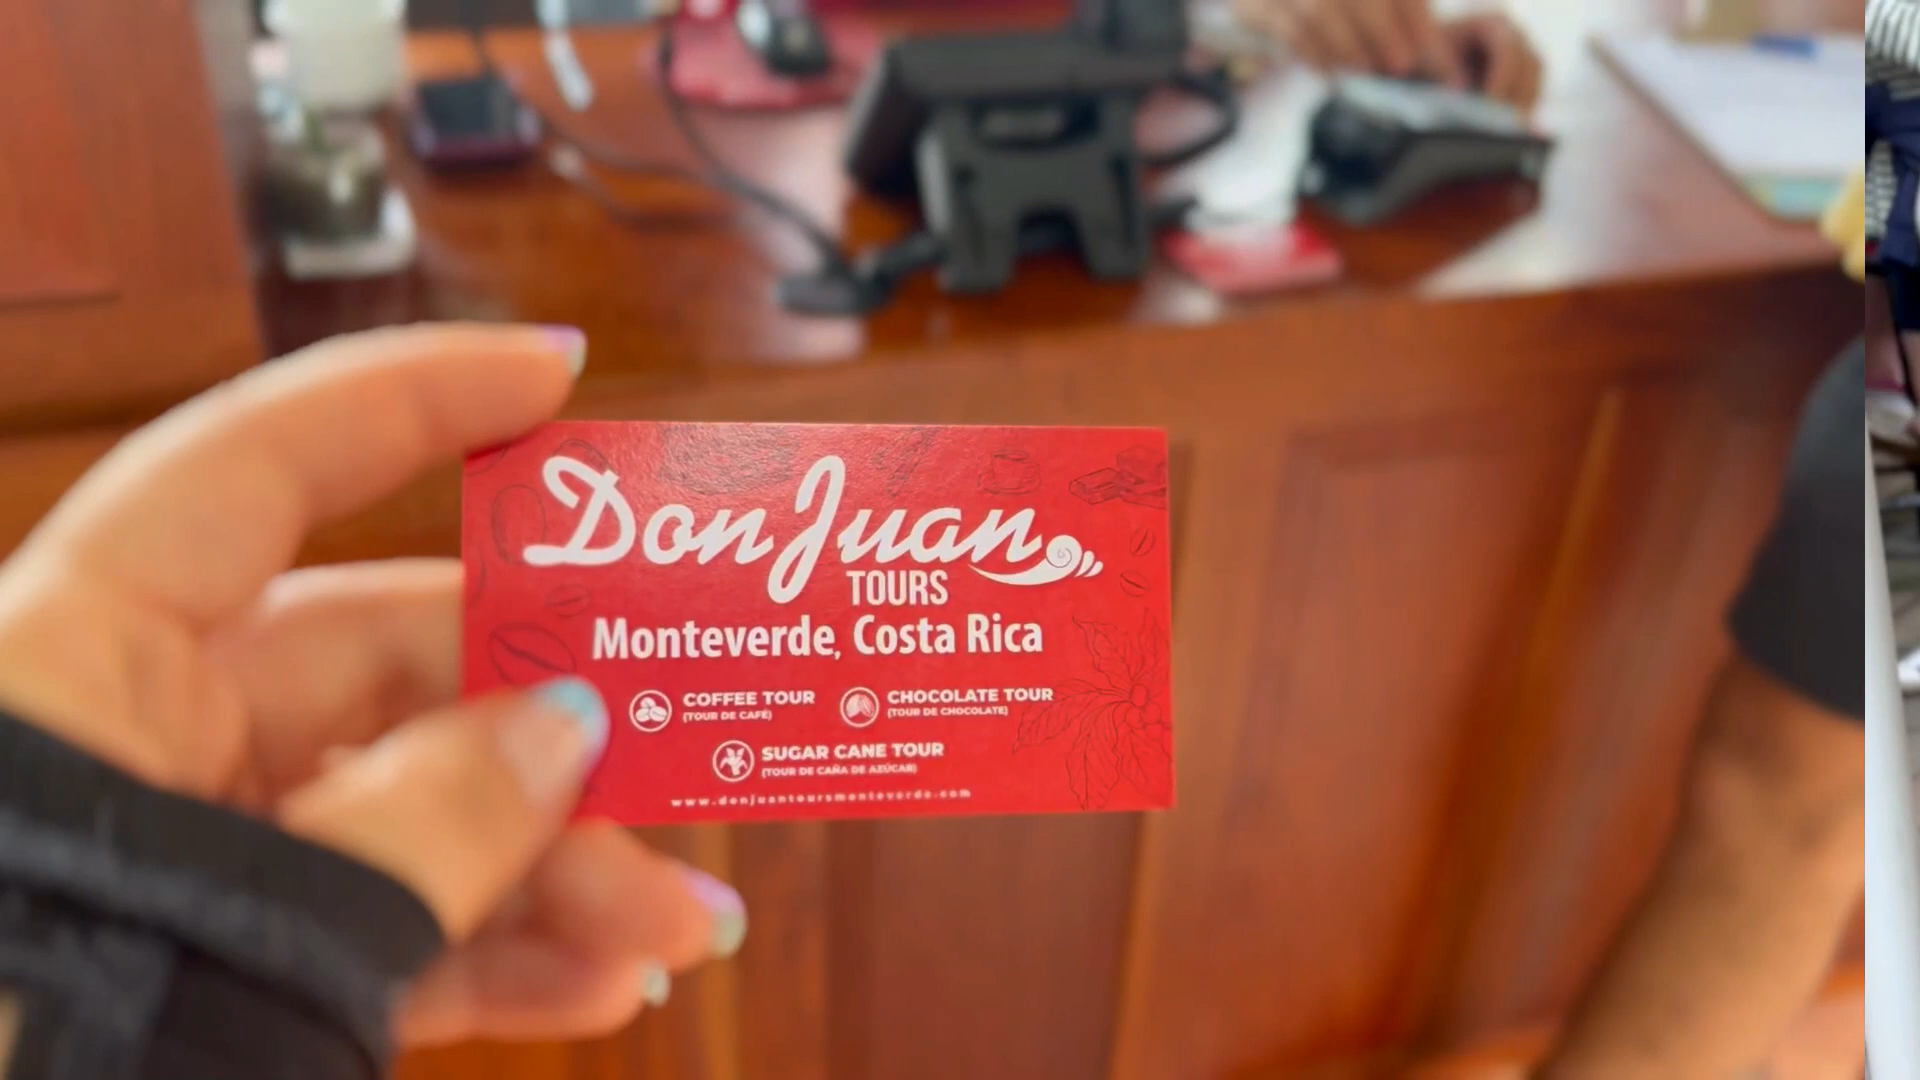 Don Juan
TOURS
Monteverde, Costa Rica
COFFEE TOUR
(TOUR DE CAFÉ)
CHOCOLATE TOUR
(TOUR DE CHOCOLATE)
SUGAR CANE TOUR
(TOUR DE CAÑA DE AZÚCAR)
www.donjuantoursmonteverde.com